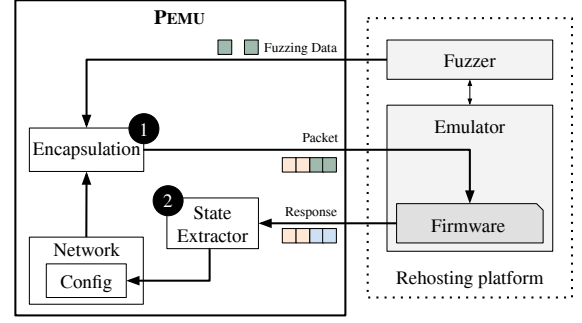 PEMU
Fuzzing Data
Fuzzer
1
Encapsulation
Packet
Emulator
2
State
Extractor
Response
Firmware
Network
Config
Rehosting platform